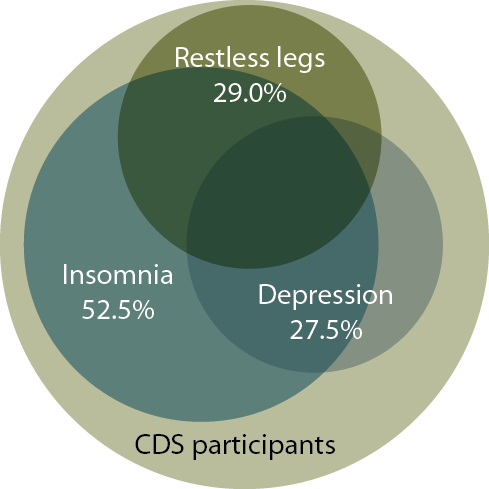 Restless legs
29.0%
Insomnia
52.5%
Depression
27.5%
CDS participants